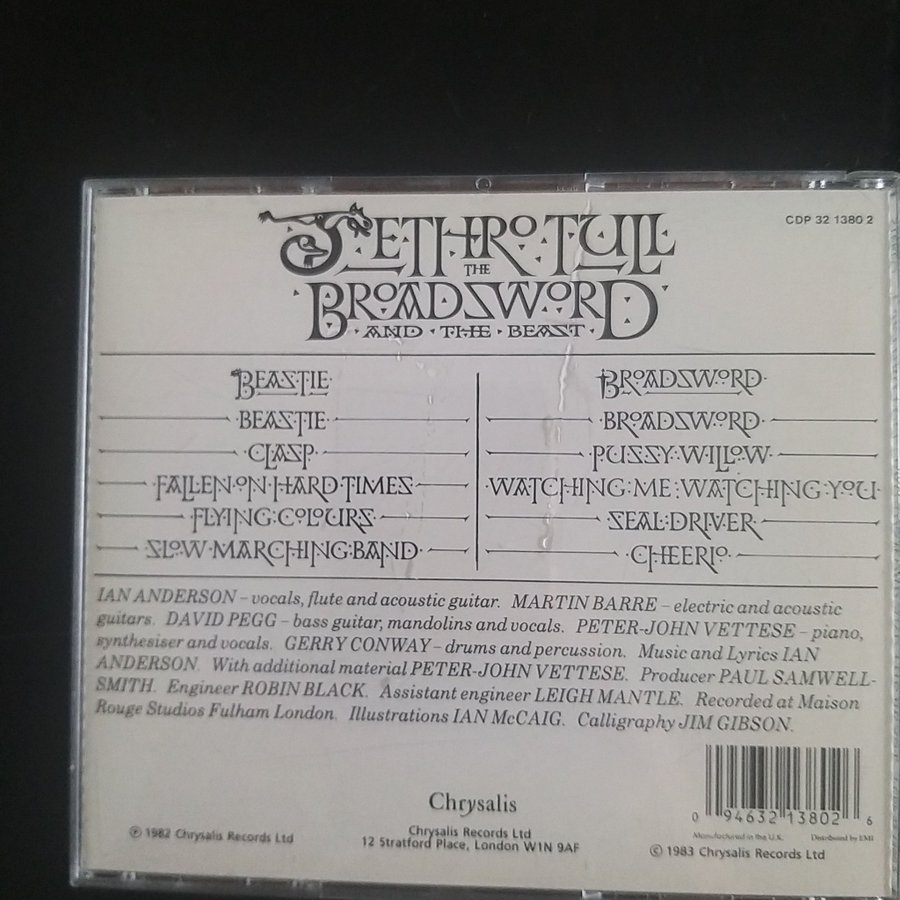 JETHRO TULL
CDP 32 1380 2
THE
BROADSWORD
AND · THE · BEAST
BEASTIE
BEASTIE
CLASP
FALLEN·ON·HARD·TIMES
FLYING:COLOURS
SLOW·MARCHING:BAND
BROADSWORD
BROADSWORD
PUSSY·WILLOW
WATCHING:ME:WATCHING:YOU
SEAL·DRIVER
CHEERIO
IAN ANDERSON – vocals, flute and acoustic guitar. MARTIN BARRE – electric and acoustic
guitars. DAVID PEGG – bass guitar, mandolins and vocals. PETER-JOHN VETTESE – piano,
synthesiser and vocals. GERRY CONWAY – drums and percussion. Music and Lyrics IAN
ANDERSON. With additional material PETER-JOHN VETTESE. Producer PAUL SAMWELL-
SMITH. Engineer ROBIN BLACK. Assistant engineer LEIGH MANTLE. Recorded at Maison
Rouge Studios Fulham London. Illustrations IAN McCAIG. Calligraphy JIM GIBSON.
Chrysalis
℗ 1982 Chrysalis Records Ltd
Chrysalis Records Ltd
12 Stratford Place, London W1N 9AF
0 94632 13802 6
Manufactured in the U.K. Distributed by EMI
© 1983 Chrysalis Records Ltd